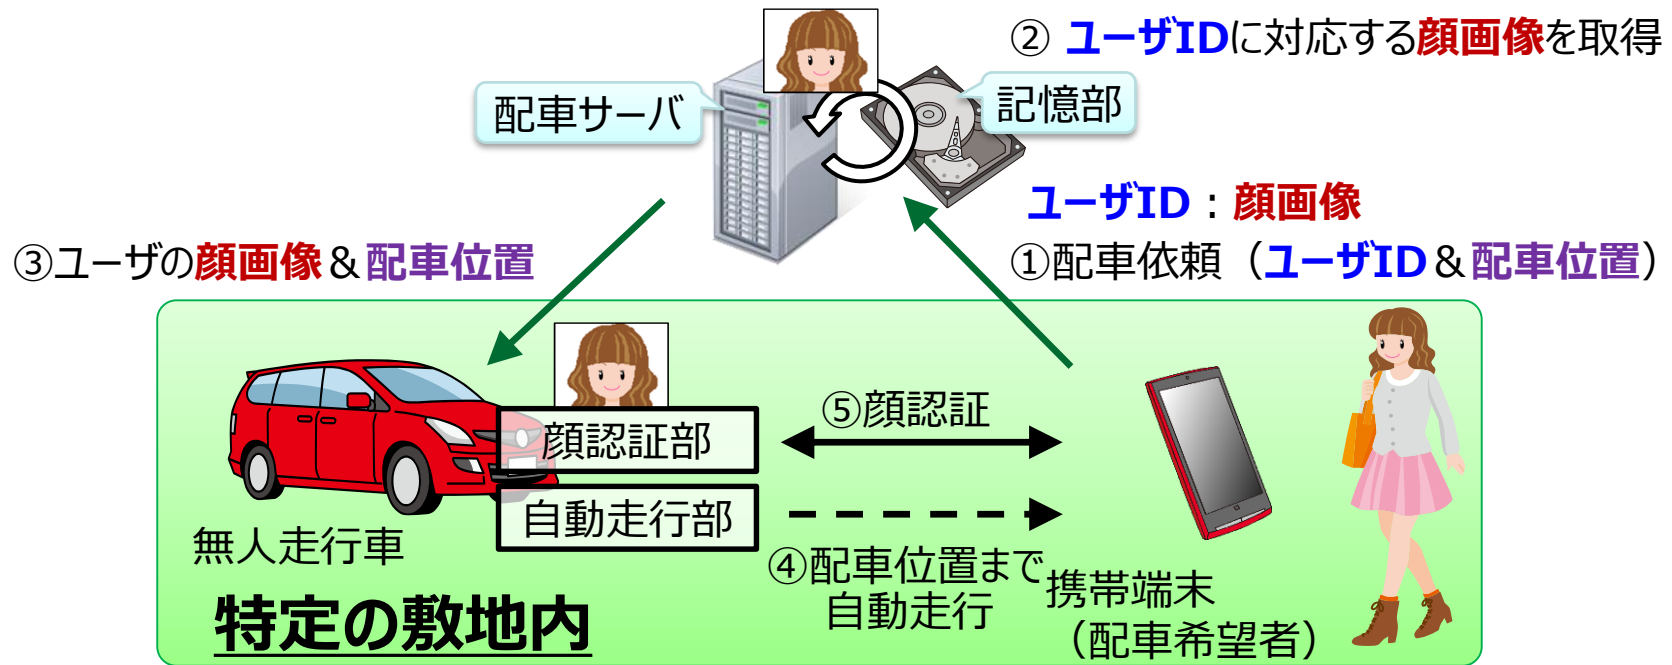 ② ユーザIDに対応する顔画像を取得
配車サーバ
記憶部
ユーザID：顔画像
①配車依頼（ユーザID＆配車位置）
③ユーザの顔画像＆配車位置
顔認証部
⑤顔認証
自動走行部
無人走行車
④配車位置まで
自動走行
携帯端末
（配車希望者）
特定の敷地内